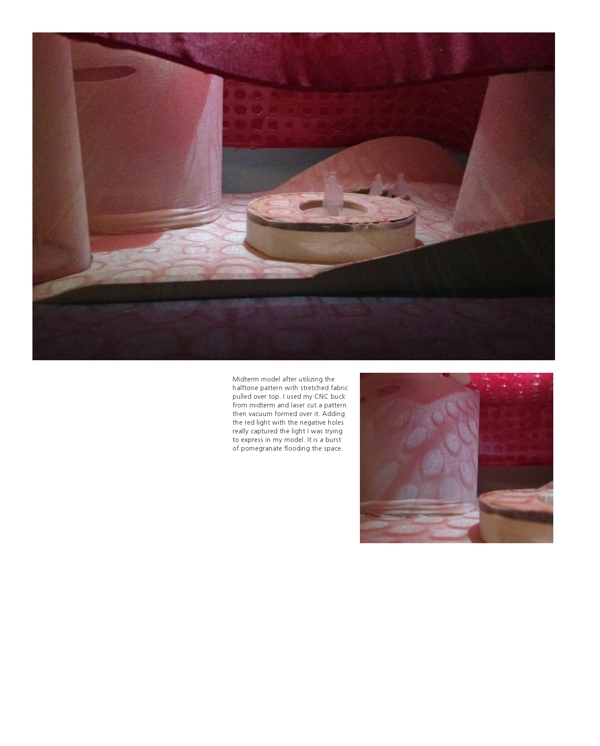 Midterm model after utilizing the
halftone pattern with stretched fabric
pulled over top. I used my CNC buck
from midterm and laser cut a pattern
then vacuum formed over it. Adding
the red light with the negative holes
really captured the light I was trying
to express in my model. It is a burst
of pomegranate flooding the space.